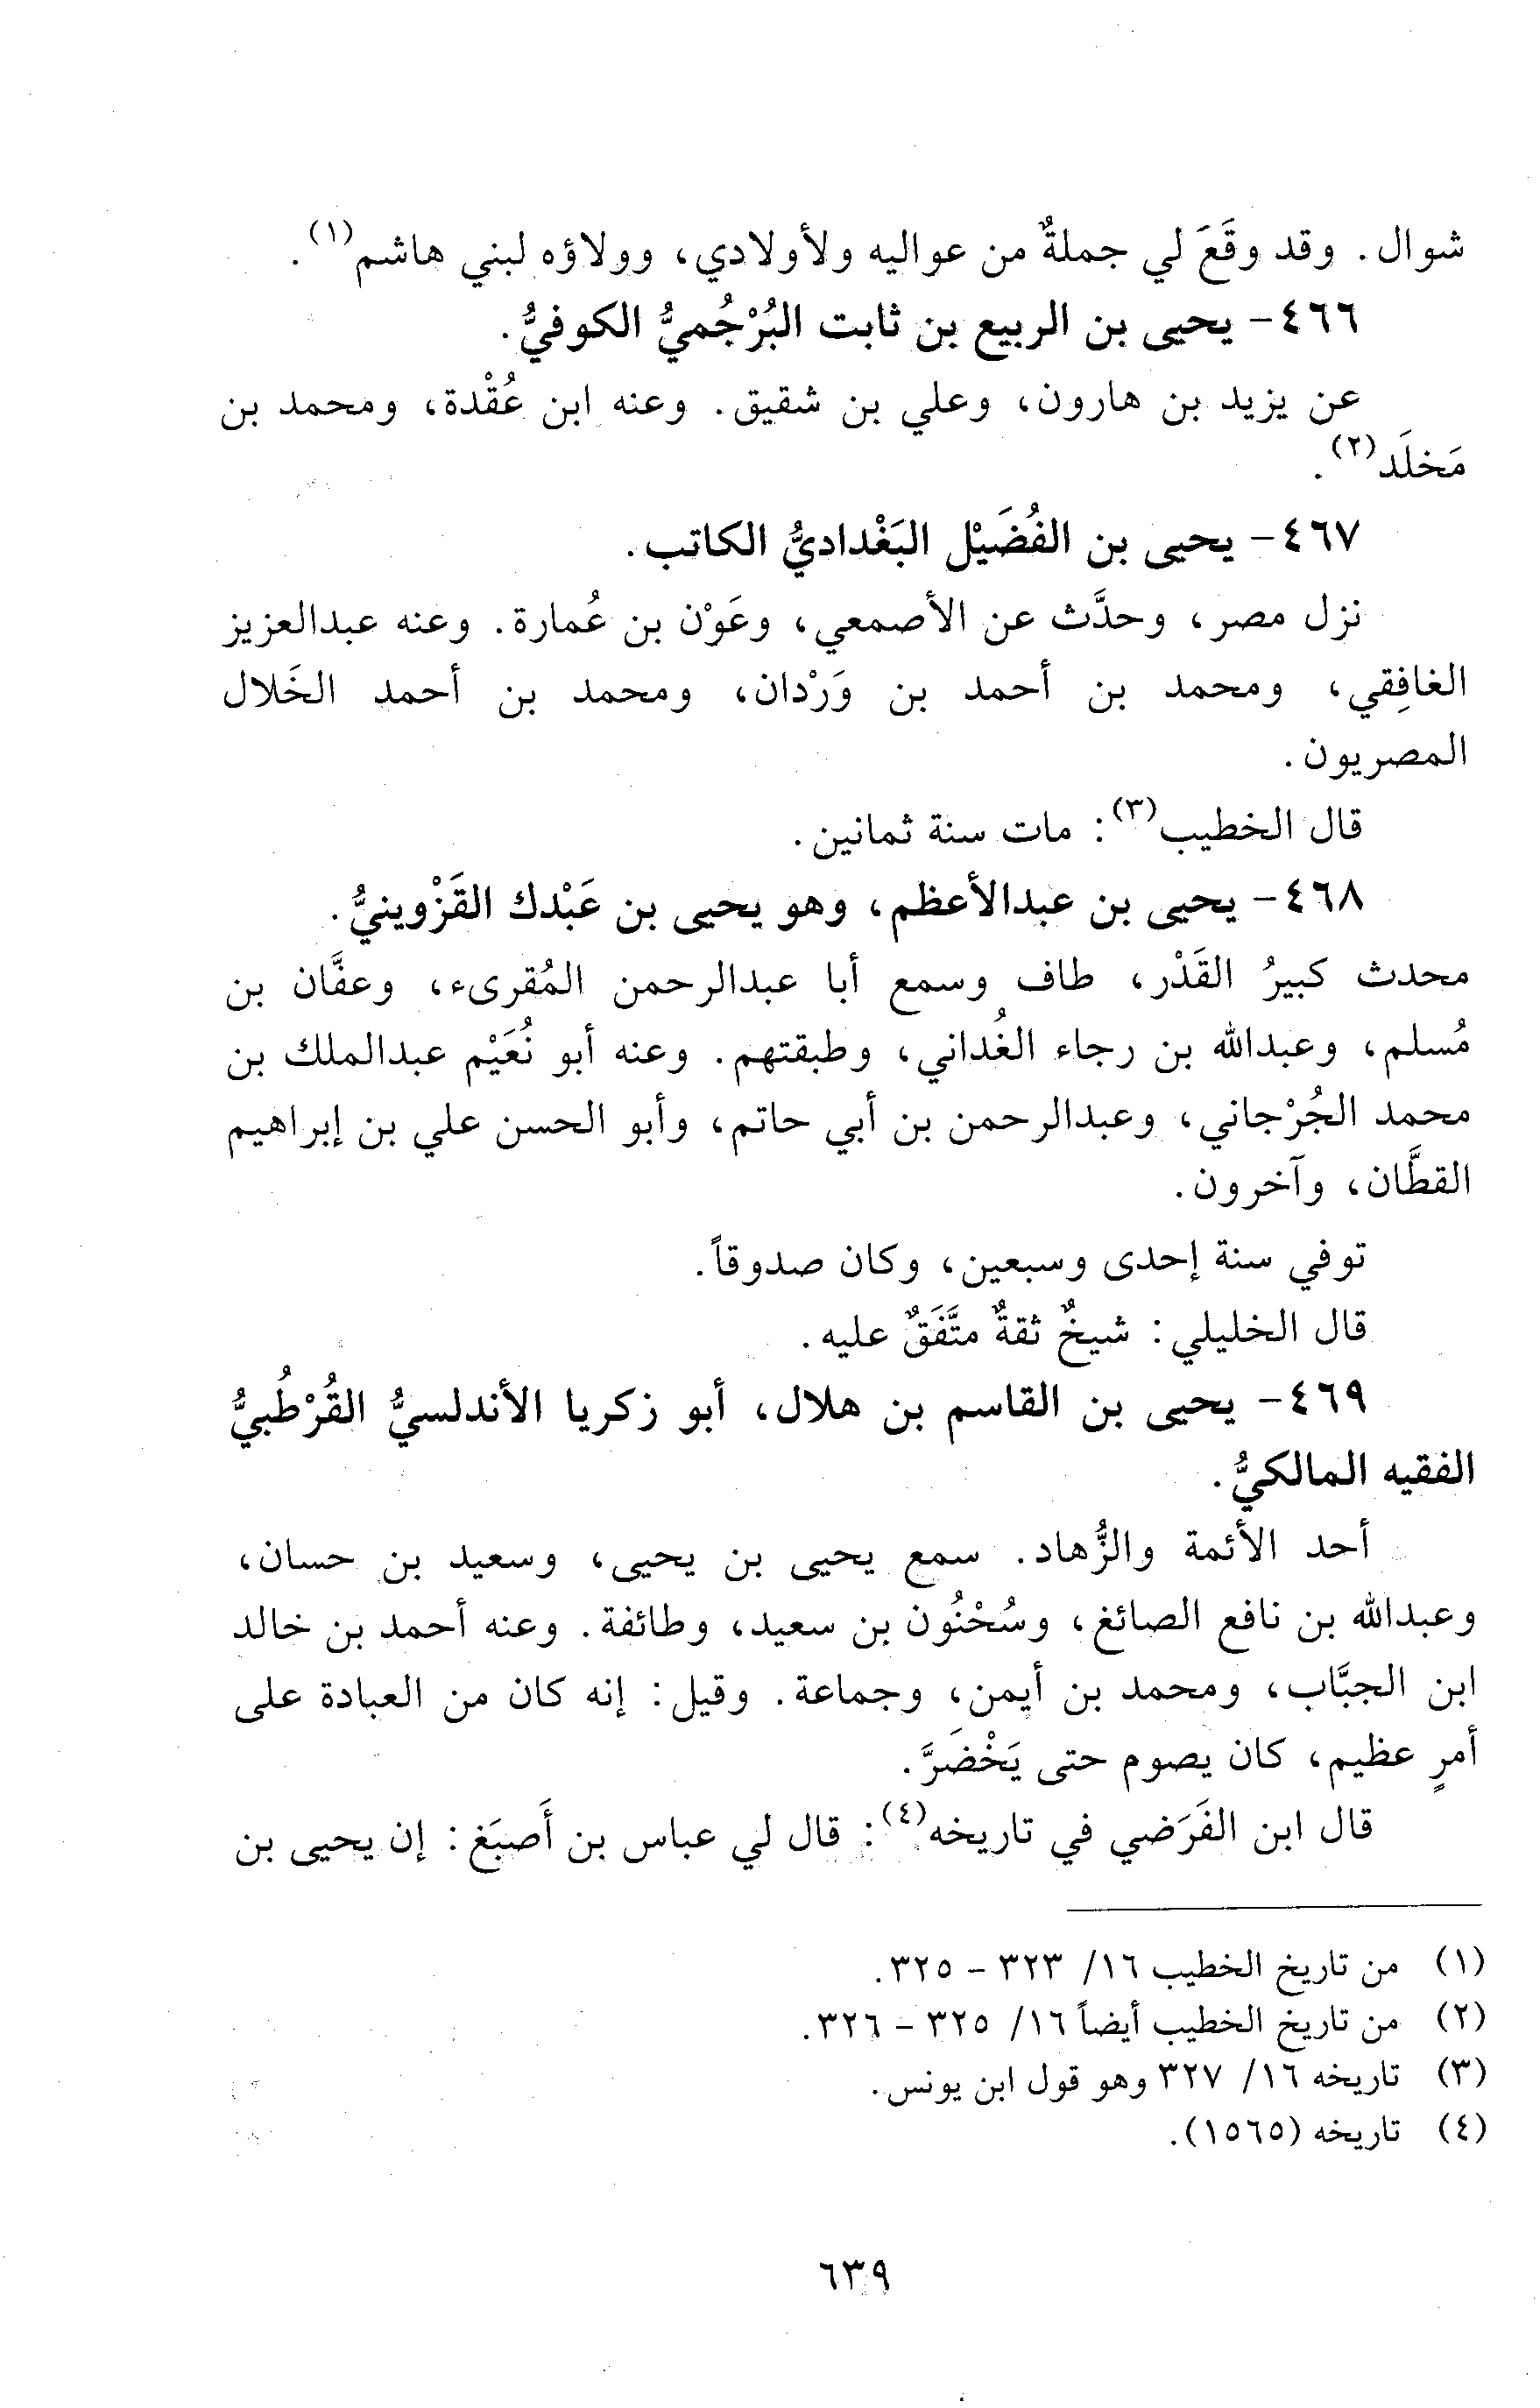 شوال. وقد وقَعَ لي جملةٌ من عواليه ولأولادي، وولاؤه لبني هاشم(١).
٤٦٦- يحيى بن الربيع بن ثابت البُرْجُميُّ الكوفيُّ.
عن يزيد بن هارون، وعلي بن شقيق. وعنه ابن عُقْدة، ومحمد بن
مَخلَد(٢).
٤٦٧- يحيى بن الفُضَيْل البَغْداديُّ الكاتب.
نزل مصر، وحدَّث عن الأصمعي، وعَوْن بن عُمارة. وعنه عبدالعزيز
الغافِقي، ومحمد بن أحمد بن وَرْدان، ومحمد بن أحمد الخَلال
المصريون.
قال الخطيب(٣): مات سنة ثمانين.
٤٦٨- يحيى بن عبدالأعظم، وهو يحيى بن عَبْدك القَزْوينيُّ.
محدث كبيرُ القَدْر، طاف وسمع أبا عبدالرحمن المُقرىء، وعفَّان بن
مُسلم، وعبدالله بن رجاء الغُداني، وطبقتهم. وعنه أبو نُعَيْم عبدالملك بن
محمد الجُرْجاني، وعبدالرحمن بن أبي حاتم، وأبو الحسن علي بن إبراهيم
القطَّان، وآخرون.
توفي سنة إحدى وسبعين، وكان صدوقاً.
قال الخليلي: شيخٌ ثقةٌ متَّفَقٌ عليه.
٤٦٩- يحيى بن القاسم بن هلال، أبو زكريا الأندلسيُّ القُرْطُبيُّ
الفقيه المالكيُّ.
أحد الأئمة والزُّهاد. سمع يحيى بن يحيى، وسعيد بن حسان،
وعبدالله بن نافع الصائغ، وسُحْنُون بن سعيد، وطائفة. وعنه أحمد بن خالد
ابن الجبَّاب، ومحمد بن أيمن، وجماعة. وقيل: إنه كان من العبادة على
أمرٍ عظيم، كان يصوم حتى يَخْضَرَّ.
قال ابن الفَرَضي في تاريخه(٤): قال لي عباس بن أَصبَغ: إن يحيى بن
(١) من تاريخ الخطيب ١٦/ ٣٢٣ - ٣٢٥.
(٢) من تاريخ الخطيب أيضاً ١٦/ ٣٢٥ - ٣٢٦.
(٣) تاريخه ١٦/ ٣٢٧ وهو قول ابن يونس.
(٤) تاريخه (١٥٦٥).
٦٣٩